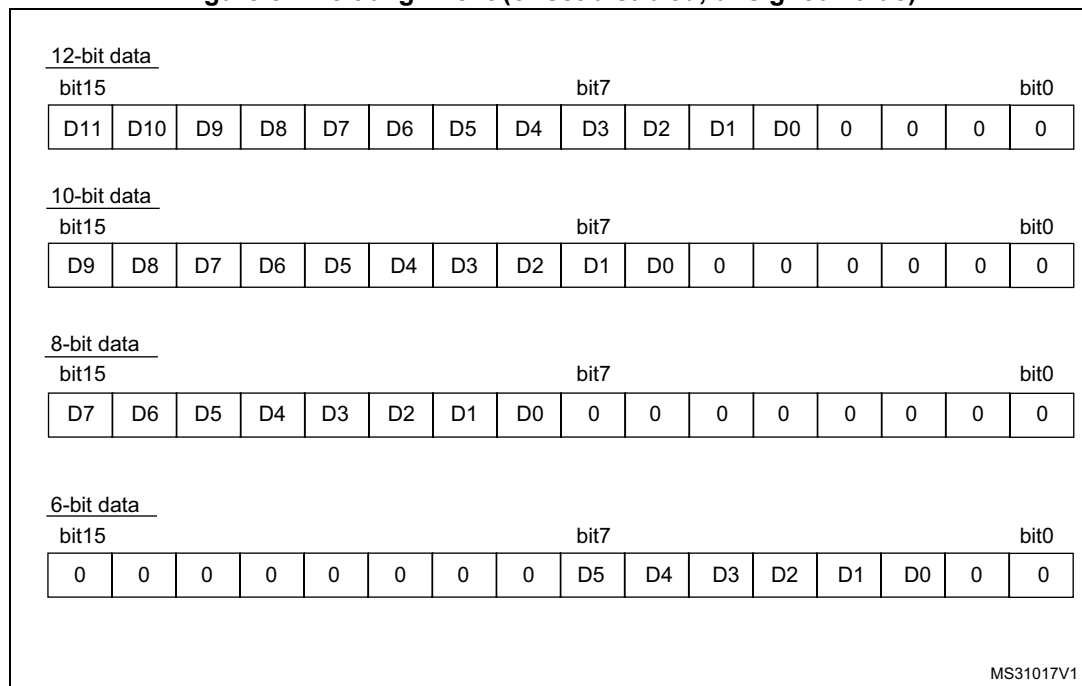 12-bit data
bit15 bit7 bit0
D11 D10 D9 D8 D7 D6 D5 D4 D3 D2 D1 D0 0 0 0 0
10-bit data
bit15 bit7 bit0
D9 D8 D7 D6 D5 D4 D3 D2 D1 D0 0 0 0 0 0 0
8-bit data
bit15 bit7 bit0
D7 D6 D5 D4 D3 D2 D1 D0 0 0 0 0 0 0 0 0
6-bit data
bit15 bit7 bit0
0 0 0 0 0 0 0 0 D5 D4 D3 D2 D1 D0 0 0
MS31017V1